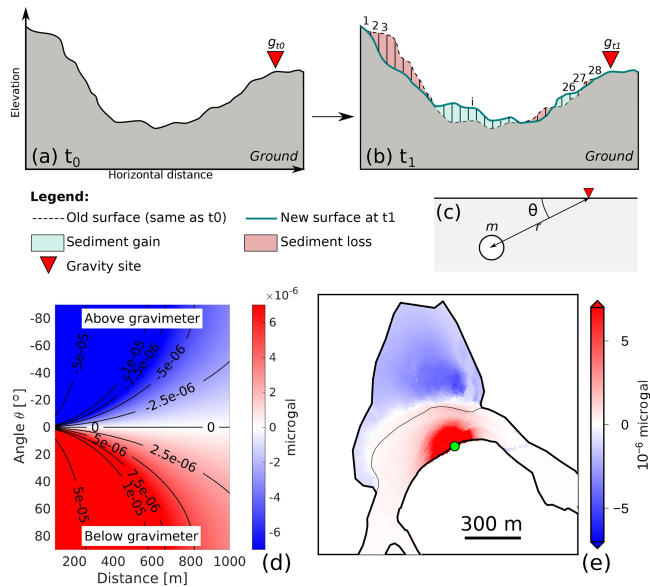 g_t0
Elevation
(a) t_0
Ground
Horizontal distance
g_t1
1
2
3
i
26
27
28
(b) t_1
Ground
Legend:
Old surface (same as t0)
New surface at t1
Sediment gain
Sediment loss
Gravity site
(c)
θ
r
m
×10^-6
Above gravimeter
Below gravimeter
-5e-05
-1e-05
-7.5e-06
-5e-06
-2.5e-06
0
0
5e-06
2.5e-06
7.5e-06
1e-05
5e-05
Angle θ [°]
-80
-60
-40
-20
0
20
40
60
80
200 400 600 800 1000
Distance [m]
6
4
2
0
-2
-4
-6
microgal
(d)
300 m
5
0
−5
10^−6 microgal
(e)